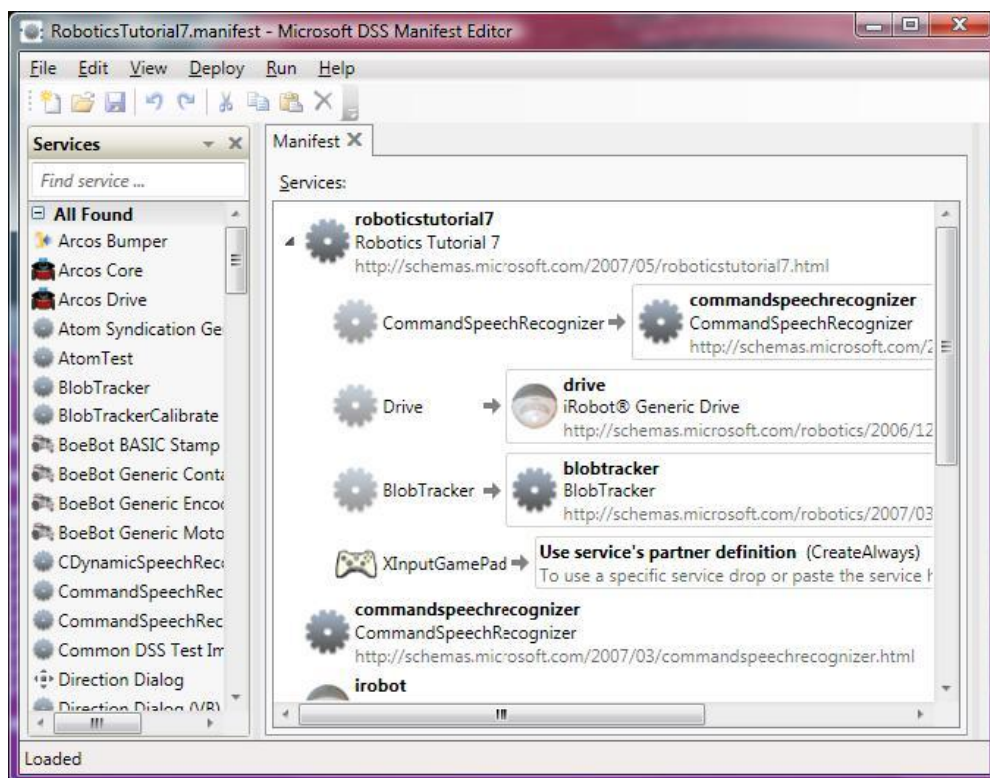 RoboticsTutorial7.manifest - Microsoft DSS Manifest Editor
File Edit View Deploy Run Help
Services
Find service ...
All Found
Arcos Bumper
Arcos Core
Arcos Drive
Atom Syndication Ge
AtomTest
BlobTracker
BlobTrackerCalibrate
BoeBot BASIC Stamp
BoeBot Generic Conta
BoeBot Generic Encod
BoeBot Generic Moto
CDynamicSpeechRec
CommandSpeechRec
CommandSpeechRec
Common DSS Test Im
Direction Dialog
Direction Dialog (VB)
Manifest
Services:
roboticstutorial7
Robotics Tutorial 7
http://schemas.microsoft.com/2007/05/roboticstutorial7.html
CommandSpeechRecognizer
commandspeechrecognizer
CommandSpeechRecognizer
http://schemas.microsoft.com/2
Drive
drive
iRobot® Generic Drive
http://schemas.microsoft.com/robotics/2006/12
BlobTracker
blobtracker
BlobTracker
http://schemas.microsoft.com/robotics/2007/03
XInputGamePad
Use service's partner definition (CreateAlways)
To use a specific service drop or paste the service h
commandspeechrecognizer
CommandSpeechRecognizer
http://schemas.microsoft.com/2007/03/commandspeechrecognizer.html
irobot
Loaded